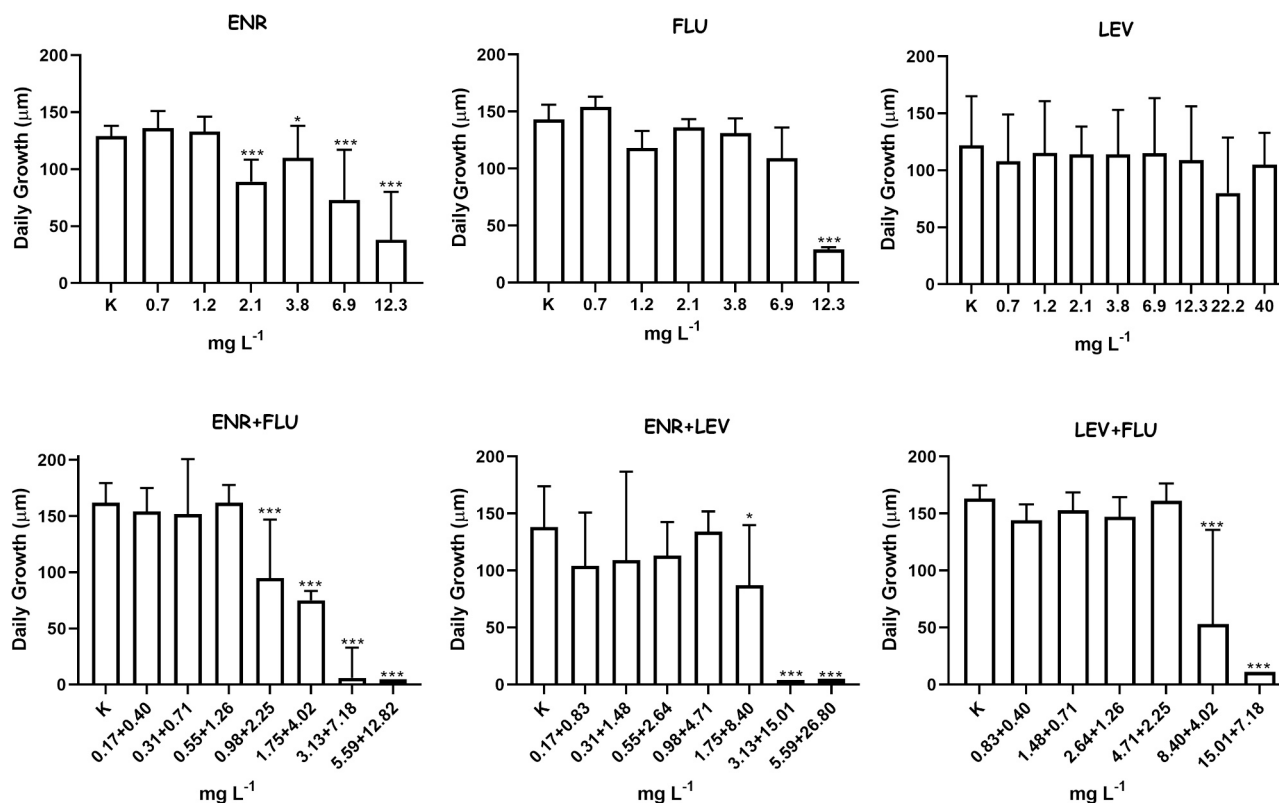 ENR
Daily Growth (μm)
200
150
100
50
0
*
***
***
***
K 0.7 1.2 2.1 3.8 6.9 12.3
mg L-1
FLU
Daily Growth (μm)
200
150
100
50
0
***
K 0.7 1.2 2.1 3.8 6.9 12.3
mg L-1
LEV
Daily Growth (μm)
200
150
100
50
0
K 0.7 1.2 2.1 3.8 6.9 12.3 22.2 40
mg L-1
ENR+FLU
Daily Growth (μm)
200
150
100
50
0
***
***
***
***
K 0.17+0.40 0.31+0.71 0.55+1.26 0.98+2.25 1.75+4.02 3.13+7.18 5.59+12.82
mg L-1
ENR+LEV
Daily Growth (μm)
200
150
100
50
0
*
*** ***
K 0.17+0.83 0.31+1.48 0.55+2.64 0.98+4.71 1.75+8.40 3.13+15.01 5.59+26.80
mg L-1
LEV+FLU
Daily Growth (μm)
200
150
100
50
0
***
***
K 0.83+0.40 1.48+0.71 2.64+1.26 4.71+2.25 8.40+4.02 15.01+7.18
mg L-1